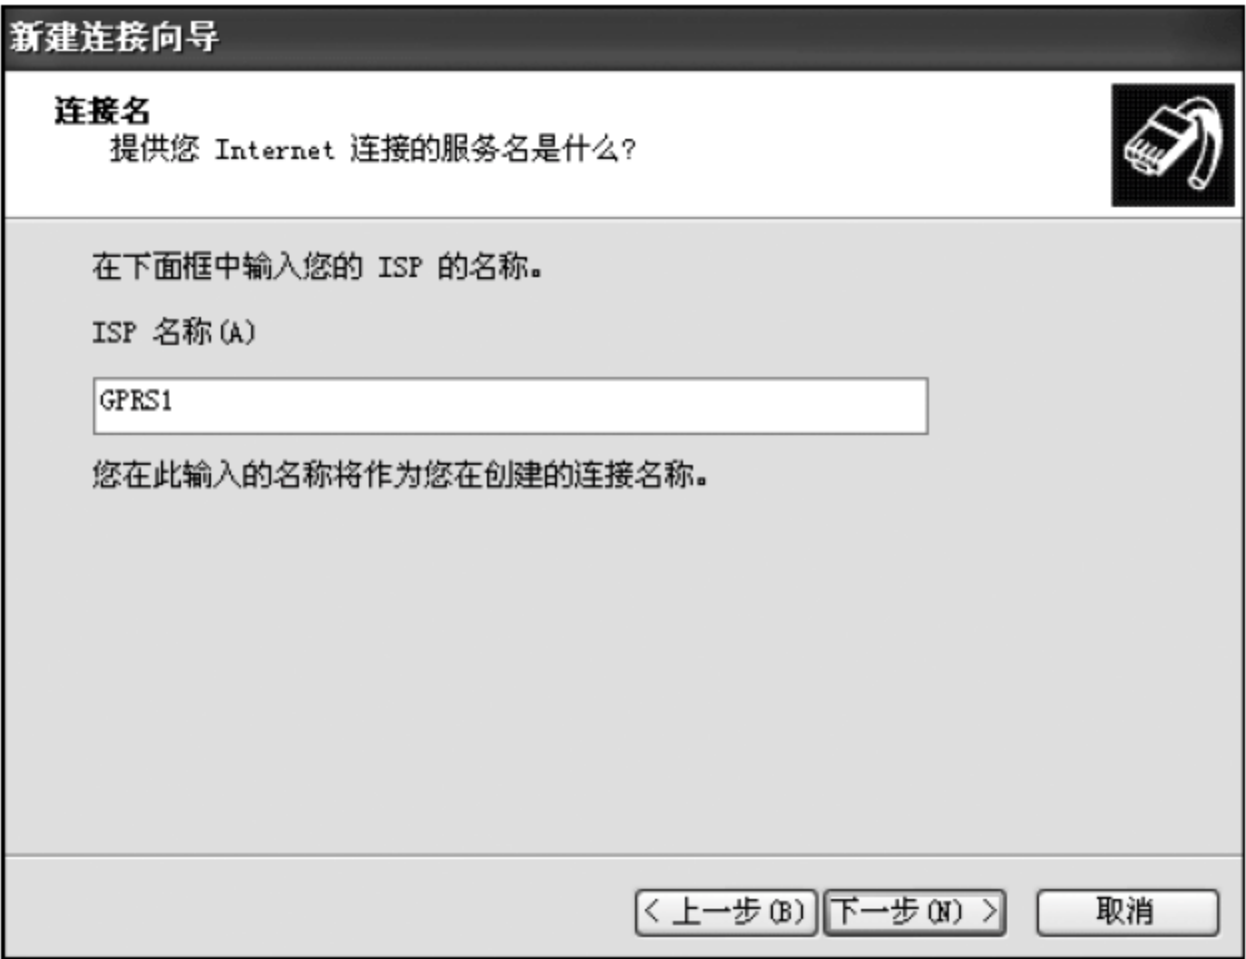 新建连接向导
连接名
提供您 Internet 连接的服务名是什么?
在下面框中输入您的 ISP 的名称。
ISP 名称(A)
GPRS1
您在此输入的名称将作为您在创建的连接名称。
< 上一步(B) 下一步(N) > 取消